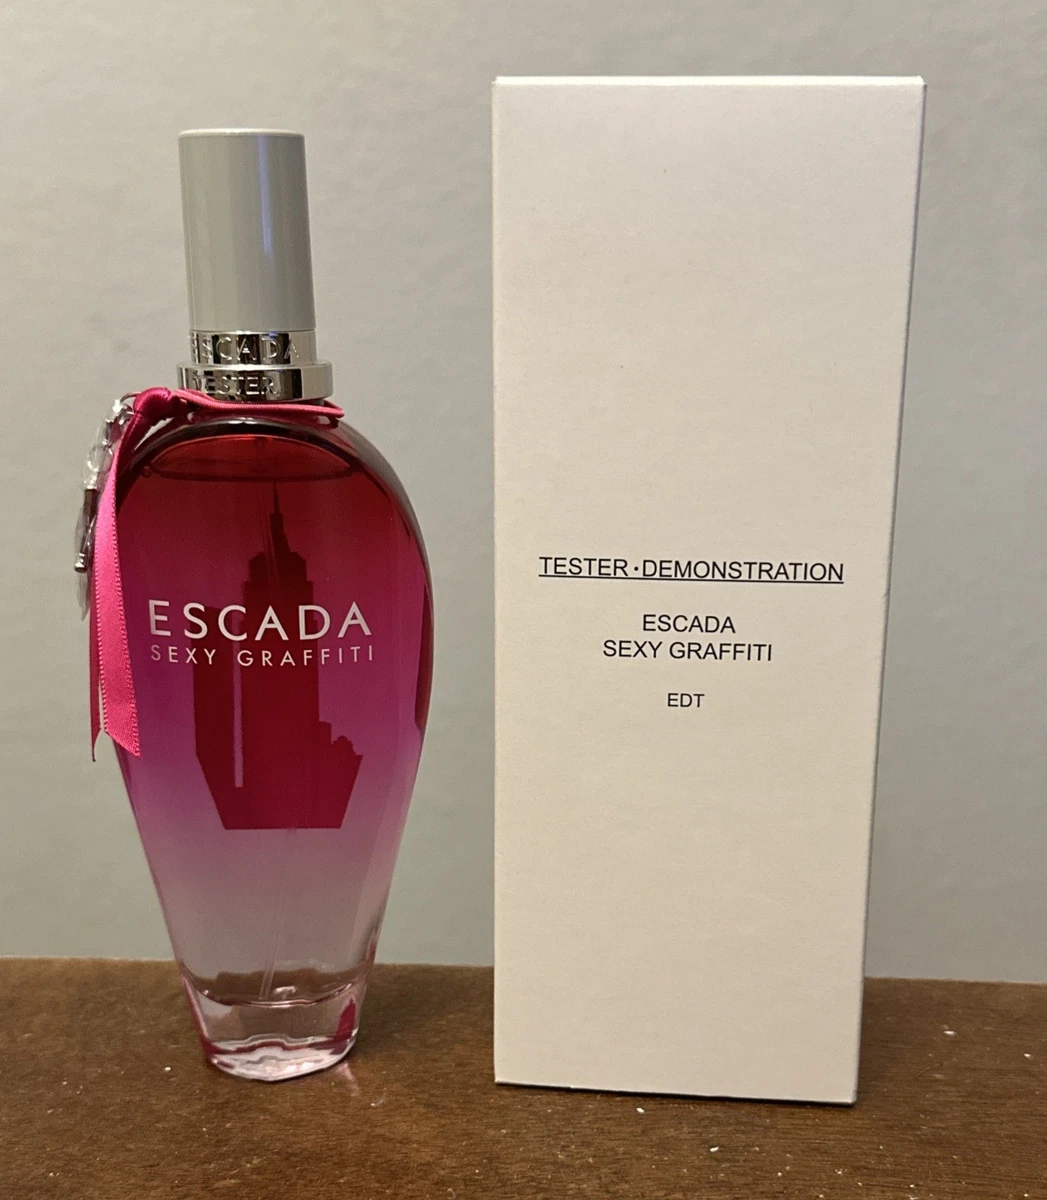 ESCADA
TESTER
ESCADA
SEXY GRAFFITI
TESTER·DEMONSTRATION
ESCADA
SEXY GRAFFITI
EDT